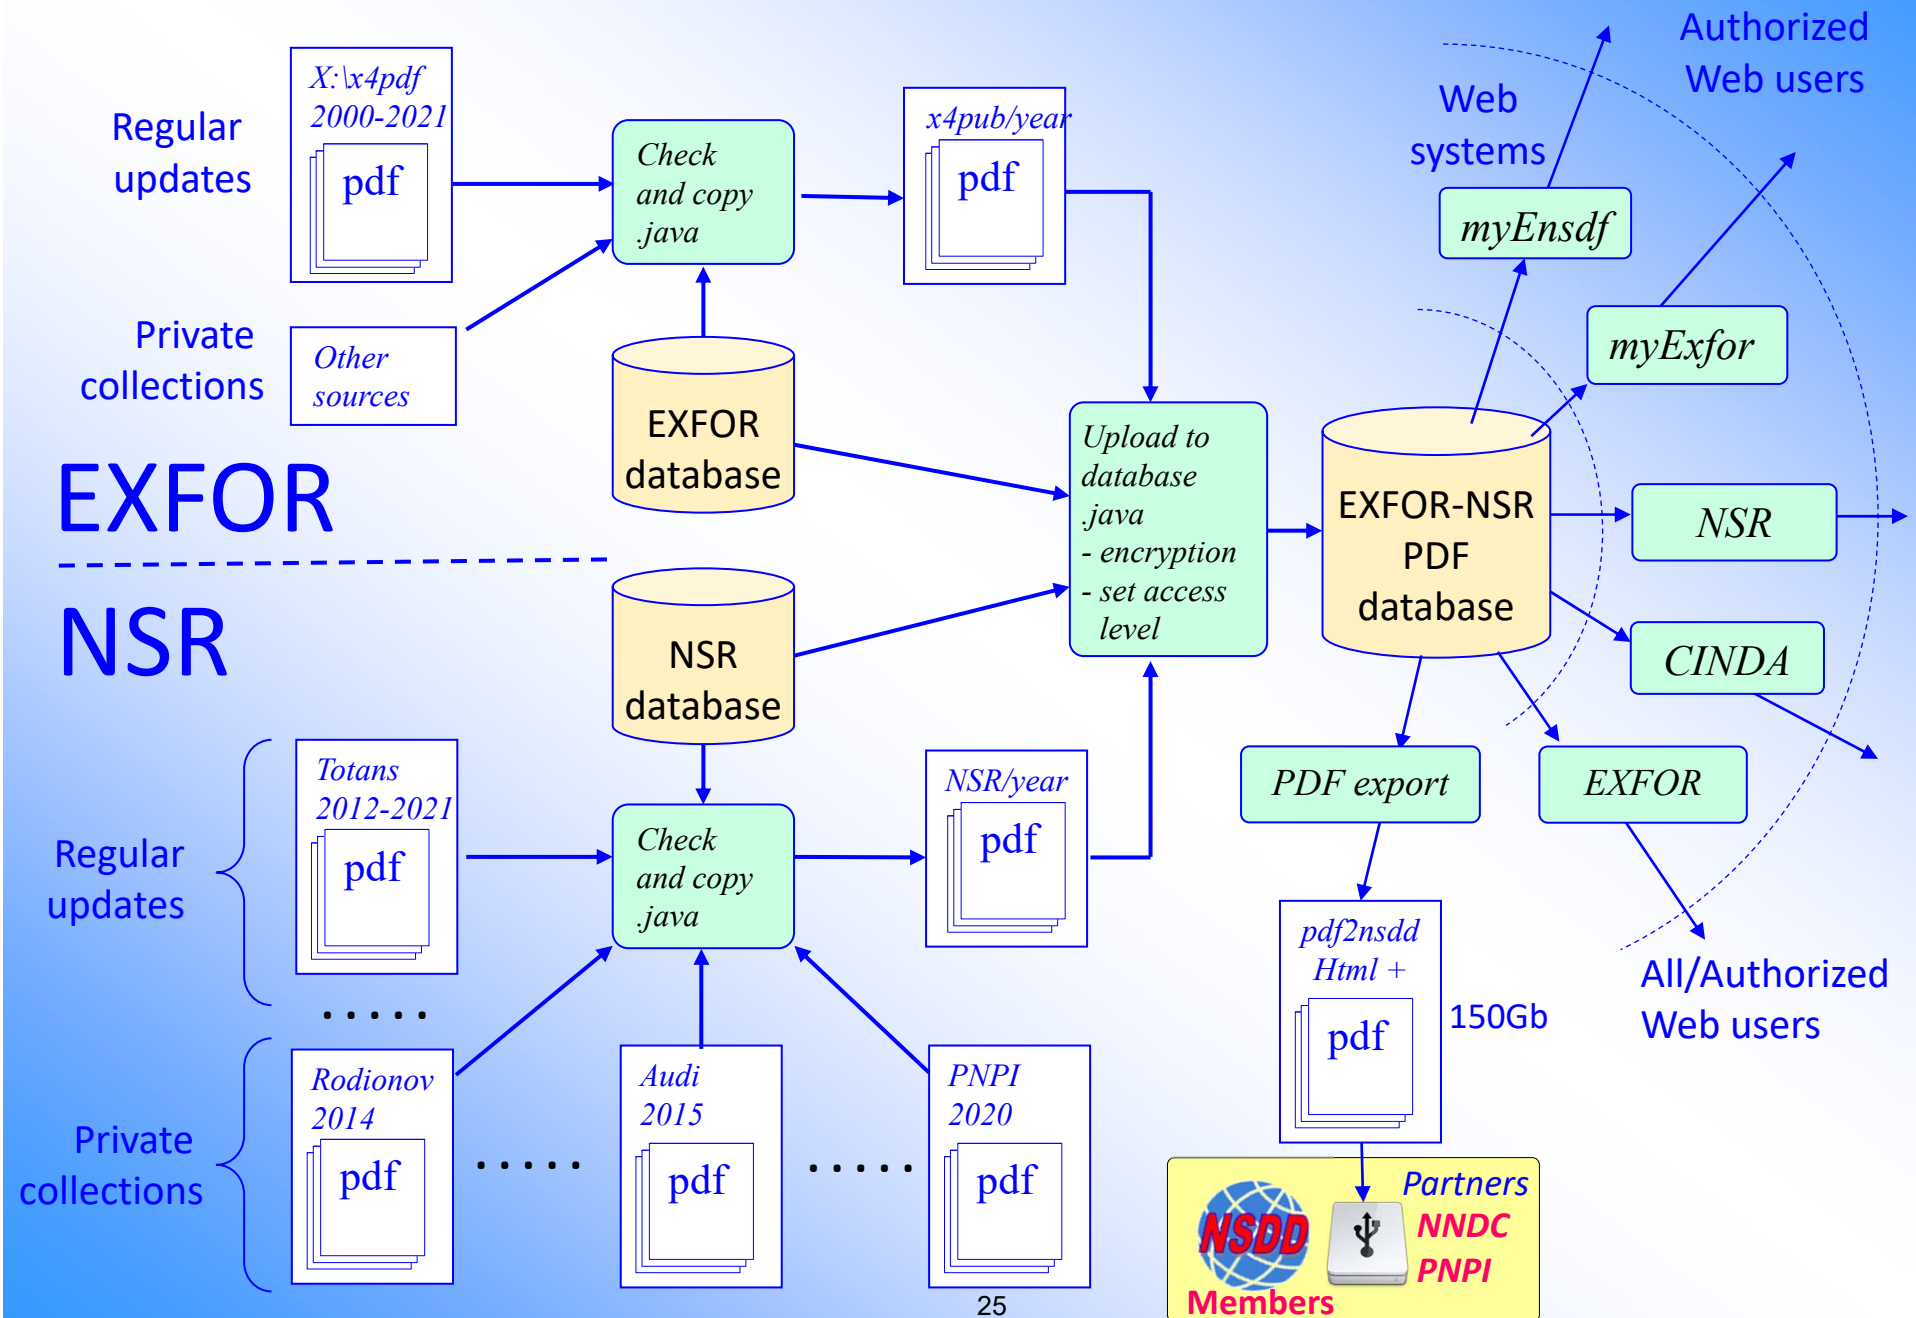 Regular
updates
X:\x4pdf
2000-2021
pdf
Check
and copy
.java
x4pub/year
pdf
Web
systems
Authorized
Web users
myEnsdf
myExfor
Private
collections
Other
sources
EXFOR
database
Upload to
database
.java
- encryption
- set access
level
EXFOR-NSR
PDF
database
NSR
CINDA
EXFOR
NSR
NSR
database
Regular
updates
Totans
2012-2021
pdf
Check
and copy
.java
NSR/year
pdf
PDF export
EXFOR
All/Authorized
Web users
pdf2nsdd
Html +
pdf
150Gb
. . . . .
Private
collections
Rodionov
2014
pdf
. . . . .
Audi
2015
pdf
. . . . .
PNPI
2020
pdf
NSDD
Members
Partners
NNDC
PNPI
25